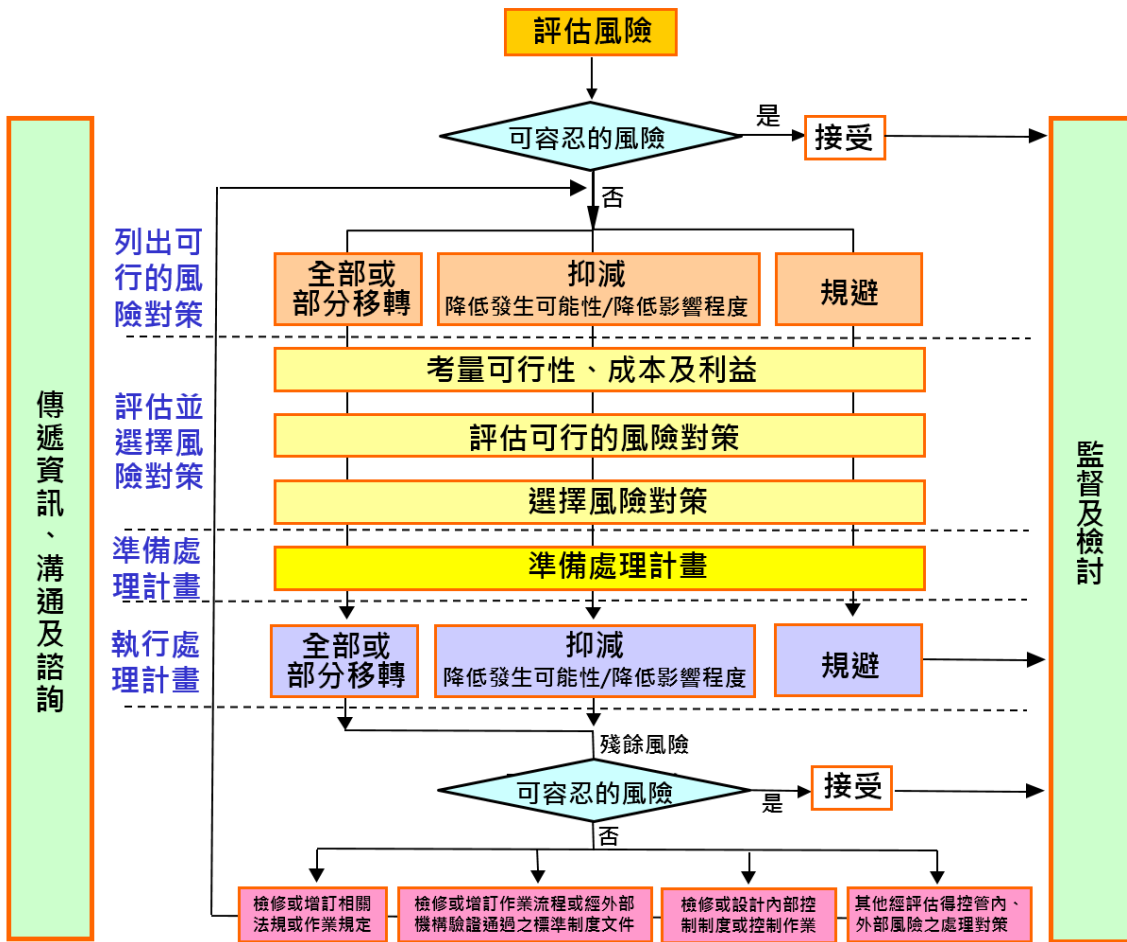 評估風險
可容忍的風險
是
接受
否
列出可
行的風
險對策
全部或
部分移轉
抑減
降低發生可能性/降低影響程度
規避
考量可行性、成本及利益
評估並
選擇風
險對策
評估可行的風險對策
選擇風險對策
準備處
理計畫
準備處理計畫
執行處
理計畫
全部或
部分移轉
抑減
降低發生可能性/降低影響程度
規避
殘餘風險
可容忍的風險
是
接受
否
檢修或增訂相關
法規或作業規定
檢修或增訂作業流程或經外部
機構驗證通過之標準制度文件
檢修或設計內部控
制制度或控制作業
其他經評估得控管內、
外部風險之處理對策
傳遞資訊、溝通及諮詢
監督及檢討